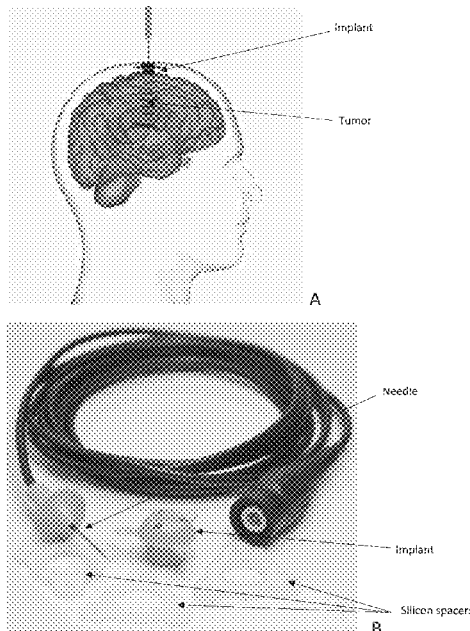 Implant
Tumor
A
Needle
Implant
Silicon spacers
B